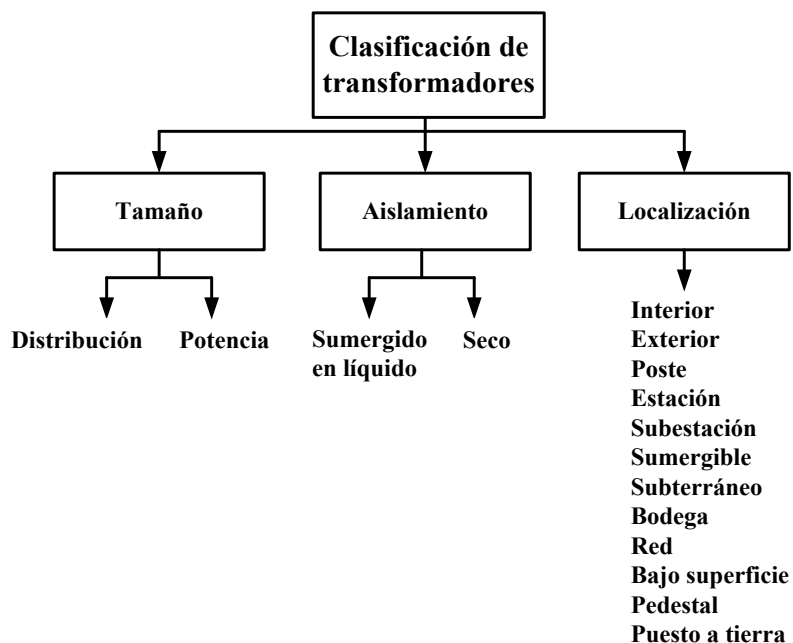 Clasificación de
transformadores
Tamaño
Aislamiento
Localización
Distribución
Potencia
Sumergido
en líquido
Seco
Interior
Exterior
Poste
Estación
Subestación
Sumergible
Subterráneo
Bodega
Red
Bajo superficie
Pedestal
Puesto a tierra